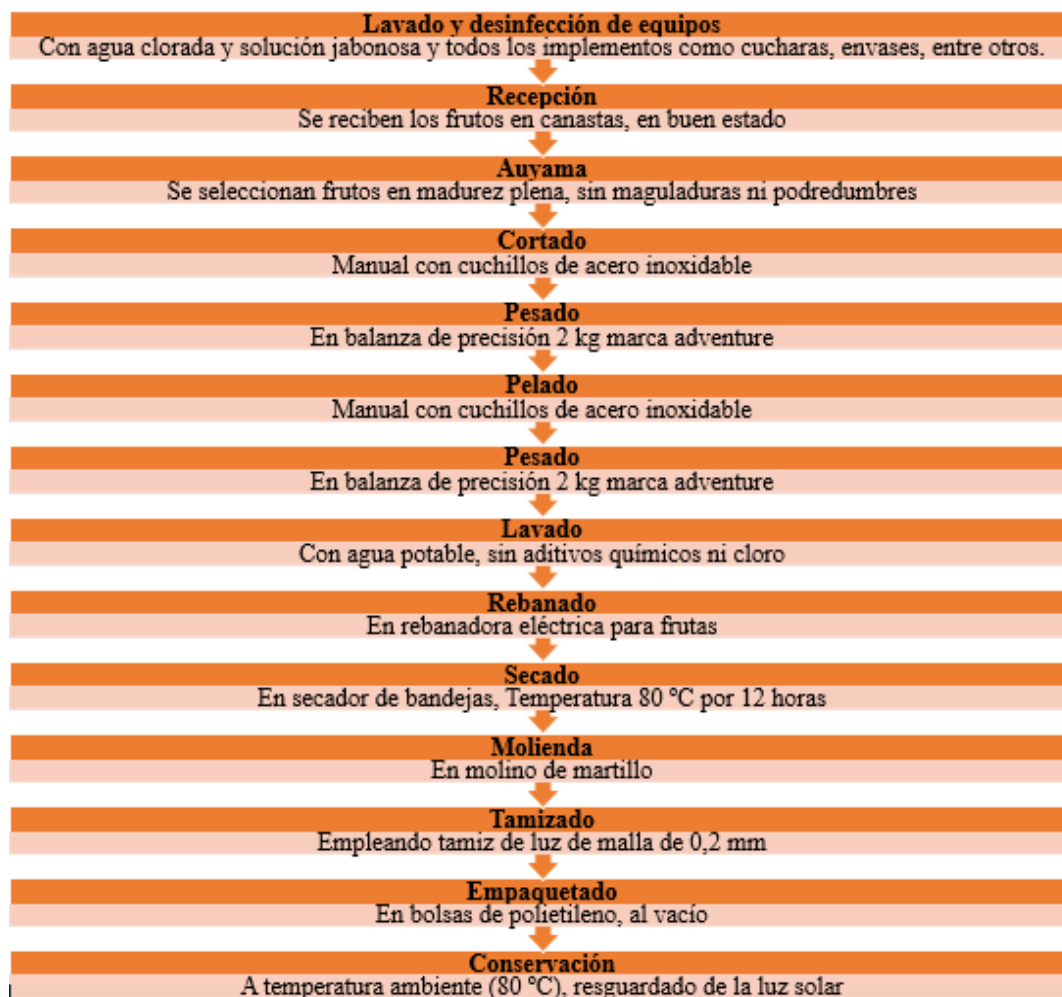 Lavado y desinfección de equipos
Con agua clorada y solución jabonosa y todos los implementos como cucharas, envases, entre otros.
Recepción
Se reciben los frutos en canastas, en buen estado
Auyama
Se seleccionan frutos en madurez plena, sin maguladuras ni podredumbres
Cortado
Manual con cuchillos de acero inoxidable
Pesado
En balanza de precisión 2 kg marca adventure
Pelado
Manual con cuchillos de acero inoxidable
Pesado
En balanza de precisión 2 kg marca adventure
Lavado
Con agua potable, sin aditivos químicos ni cloro
Rebanado
En rebanadora eléctrica para frutas
Secado
En secador de bandejas, Temperatura 80 °C por 12 horas
Molienda
En molino de martillo
Tamizado
Empleando tamiz de luz de malla de 0,2 mm
Empaquetado
En bolsas de polietileno, al vacío
Conservación
A temperatura ambiente (80 °C), resguardado de la luz solar